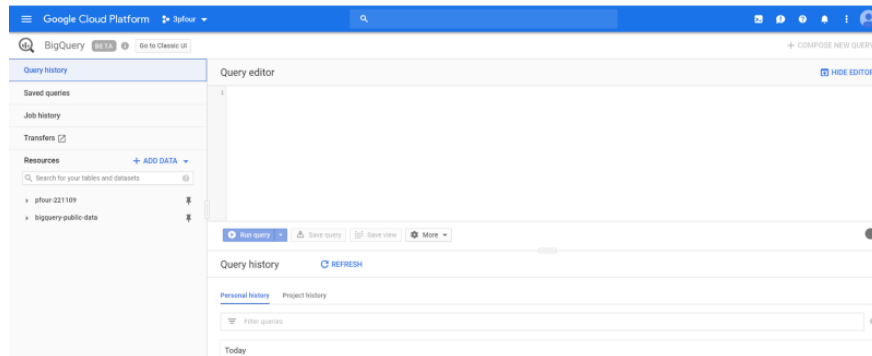 Google Cloud Platform 3pfour
BigQuery BETA Go to Classic UI + COMPOSE NEW QUERY
Query history
Saved queries
Job history
Transfers
Resources + ADD DATA
Search for your tables and datasets
pfour-221109
bigquery-public-data
Query editor HIDE EDITOR
1
Run query Save query Save view More
Query history REFRESH
Personal history Project history
Filter queries
Today